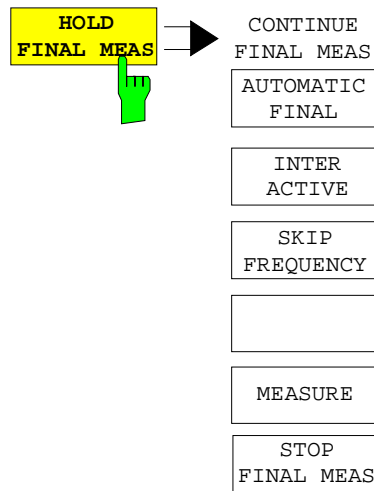 HOLD
FINAL MEAS
CONTINUE
FINAL MEAS
AUTOMATIC
FINAL
INTER
ACTIVE
SKIP
FREQUENCY
MEASURE
STOP
FINAL MEAS